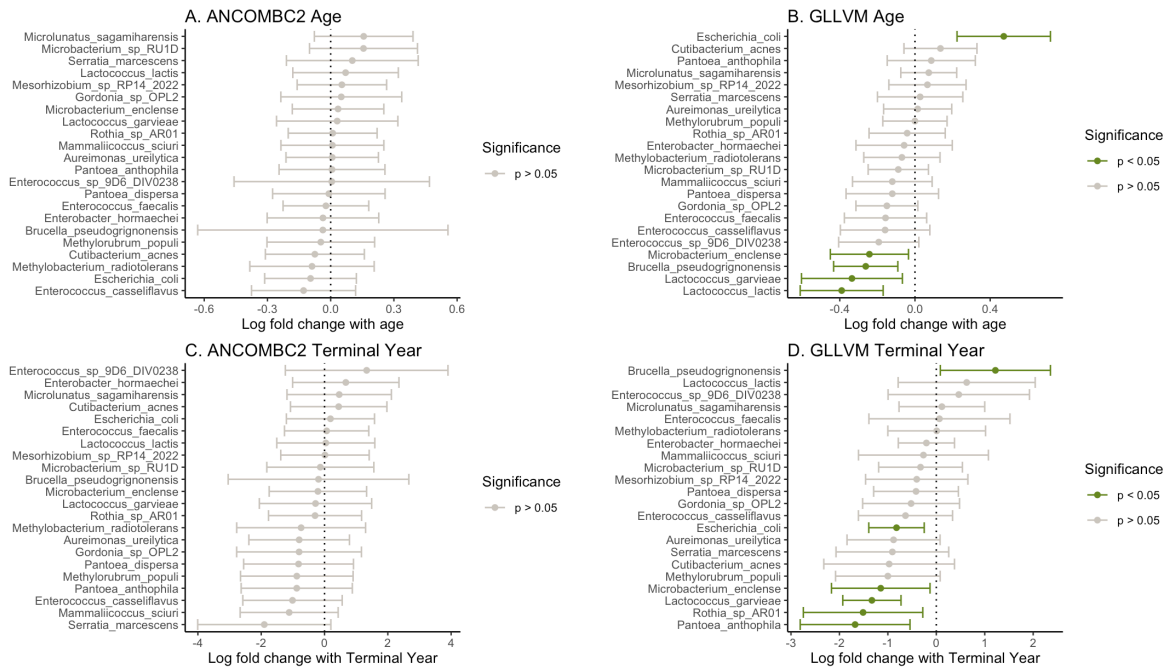 A. ANCOMBC2 Age
Microlunatus_sagamiharensis
Microbacterium_sp_RU1D
Serratia_marcescens
Lactococcus_lactis
Mesorhizobium_sp_RP14_2022
Gordonia_sp_OPL2
Microbacterium_enclense
Lactococcus_garvieae
Rothia_sp_AR01
Mammaliicoccus_sciuri
Aureimonas_ureilytica
Pantoea_anthophila
Enterococcus_sp_9D6_DIV0238
Pantoea_dispersa
Enterococcus_faecalis
Enterobacter_hormaechei
Brucella_pseudogrignonensis
Methylorubrum_populi
Cutibacterium_acnes
Methylobacterium_radiotolerans
Escherichia_coli
Enterococcus_casseliflavus
-0.6 -0.3 0.0 0.3 0.6
Log fold change with age
Significance
p > 0.05
B. GLLVM Age
Escherichia_coli
Cutibacterium_acnes
Pantoea_anthophila
Microlunatus_sagamiharensis
Mesorhizobium_sp_RP14_2022
Serratia_marcescens
Aureimonas_ureilytica
Methylorubrum_populi
Rothia_sp_AR01
Enterobacter_hormaechei
Methylobacterium_radiotolerans
Microbacterium_sp_RU1D
Mammaliicoccus_sciuri
Pantoea_dispersa
Gordonia_sp_OPL2
Enterococcus_faecalis
Enterococcus_casseliflavus
Enterococcus_sp_9D6_DIV0238
Microbacterium_enclense
Brucella_pseudogrignonensis
Lactococcus_garvieae
Lactococcus_lactis
-0.4 0.0 0.4
Log fold change with age
Significance
p < 0.05
p > 0.05
C. ANCOMBC2 Terminal Year
Enterococcus_sp_9D6_DIV0238
Enterobacter_hormaechei
Microlunatus_sagamiharensis
Cutibacterium_acnes
Escherichia_coli
Enterococcus_faecalis
Lactococcus_lactis
Mesorhizobium_sp_RP14_2022
Microbacterium_sp_RU1D
Brucella_pseudogrignonensis
Microbacterium_enclense
Lactococcus_garvieae
Rothia_sp_AR01
Methylobacterium_radiotolerans
Aureimonas_ureilytica
Gordonia_sp_OPL2
Pantoea_dispersa
Methylorubrum_populi
Pantoea_anthophila
Enterococcus_casseliflavus
Mammaliicoccus_sciuri
Serratia_marcescens
-4 -2 0 2 4
Log fold change with Terminal Year
Significance
p > 0.05
D. GLLVM Terminal Year
Brucella_pseudogrignonensis
Lactococcus_lactis
Enterococcus_sp_9D6_DIV0238
Microlunatus_sagamiharensis
Enterococcus_faecalis
Methylobacterium_radiotolerans
Enterobacter_hormaechei
Mammaliicoccus_sciuri
Microbacterium_sp_RU1D
Mesorhizobium_sp_RP14_2022
Pantoea_dispersa
Gordonia_sp_OPL2
Enterococcus_casseliflavus
Escherichia_coli
Aureimonas_ureilytica
Serratia_marcescens
Cutibacterium_acnes
Methylorubrum_populi
Microbacterium_enclense
Lactococcus_garvieae
Rothia_sp_AR01
Pantoea_anthophila
-3 -2 -1 0 1 2
Log fold change with Terminal Year
Significance
p < 0.05
p > 0.05